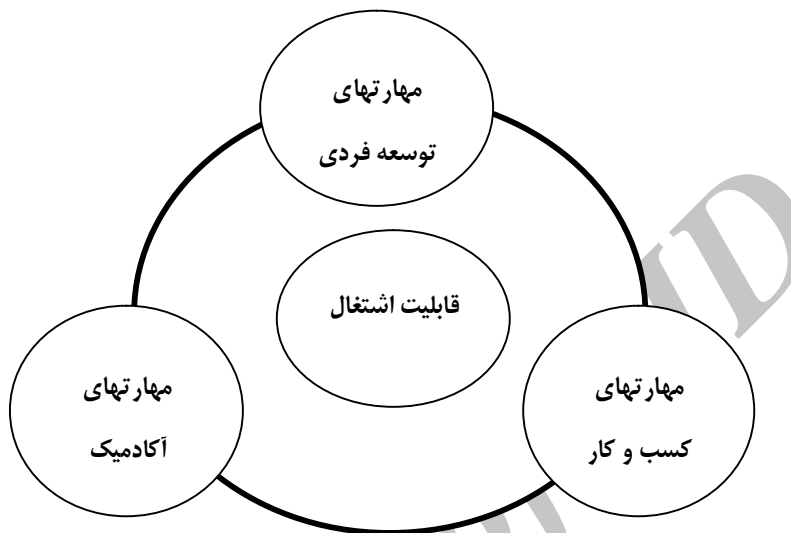 مهارتهای
توسعه فردی
قابلیت اشتغال
مهارتهای
کسب و کار
مهارتهای
آکادمیک